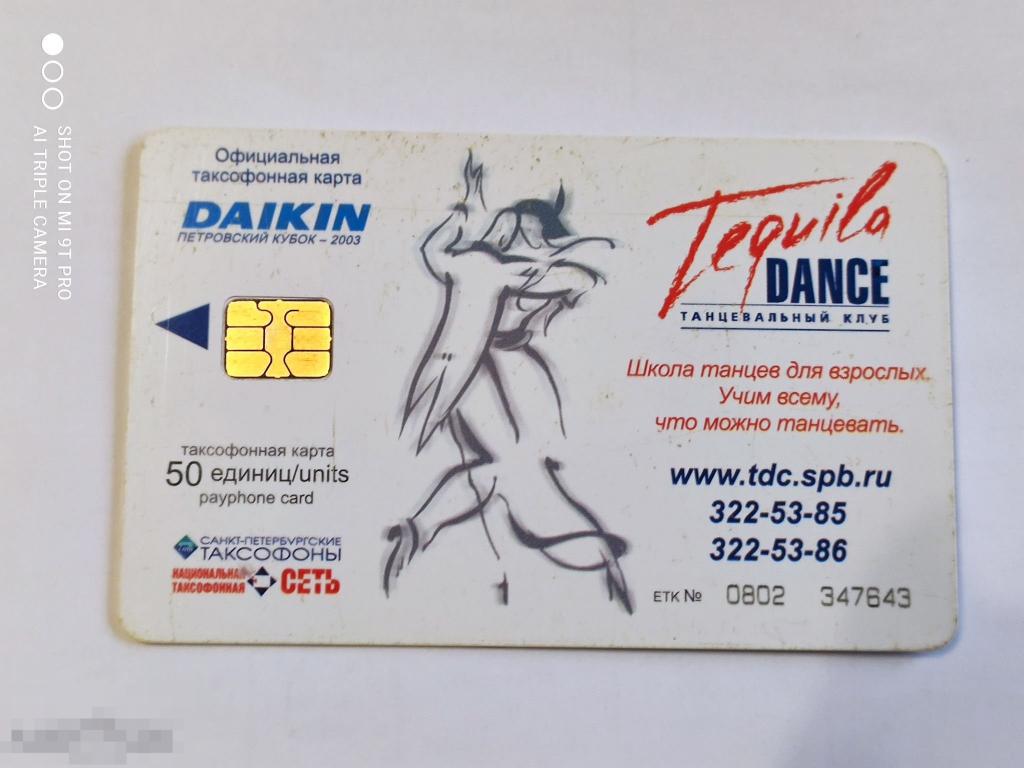 SHOT ON MI 9T PRO
AI TRIPLE CAMERA
Официальная
таксофонная карта
DAIKIN
ПЕТРОВСКИЙ КУБОК – 2003
таксофонная карта
50 единиц/units
payphone card
САНКТ-ПЕТЕРБУРГСКИЕ
ТАКСОФОНЫ
НАЦИОНАЛЬНАЯ
ТАКСОФОННАЯ
СЕТЬ
Tequila
DANCE
ТАНЦЕВАЛЬНЫЙ КЛУБ
Школа танцев для взрослых.
Учим всему,
что можно танцевать.
www.tdc.spb.ru
322-53-85
322-53-86
ЕТК № 0802 347643